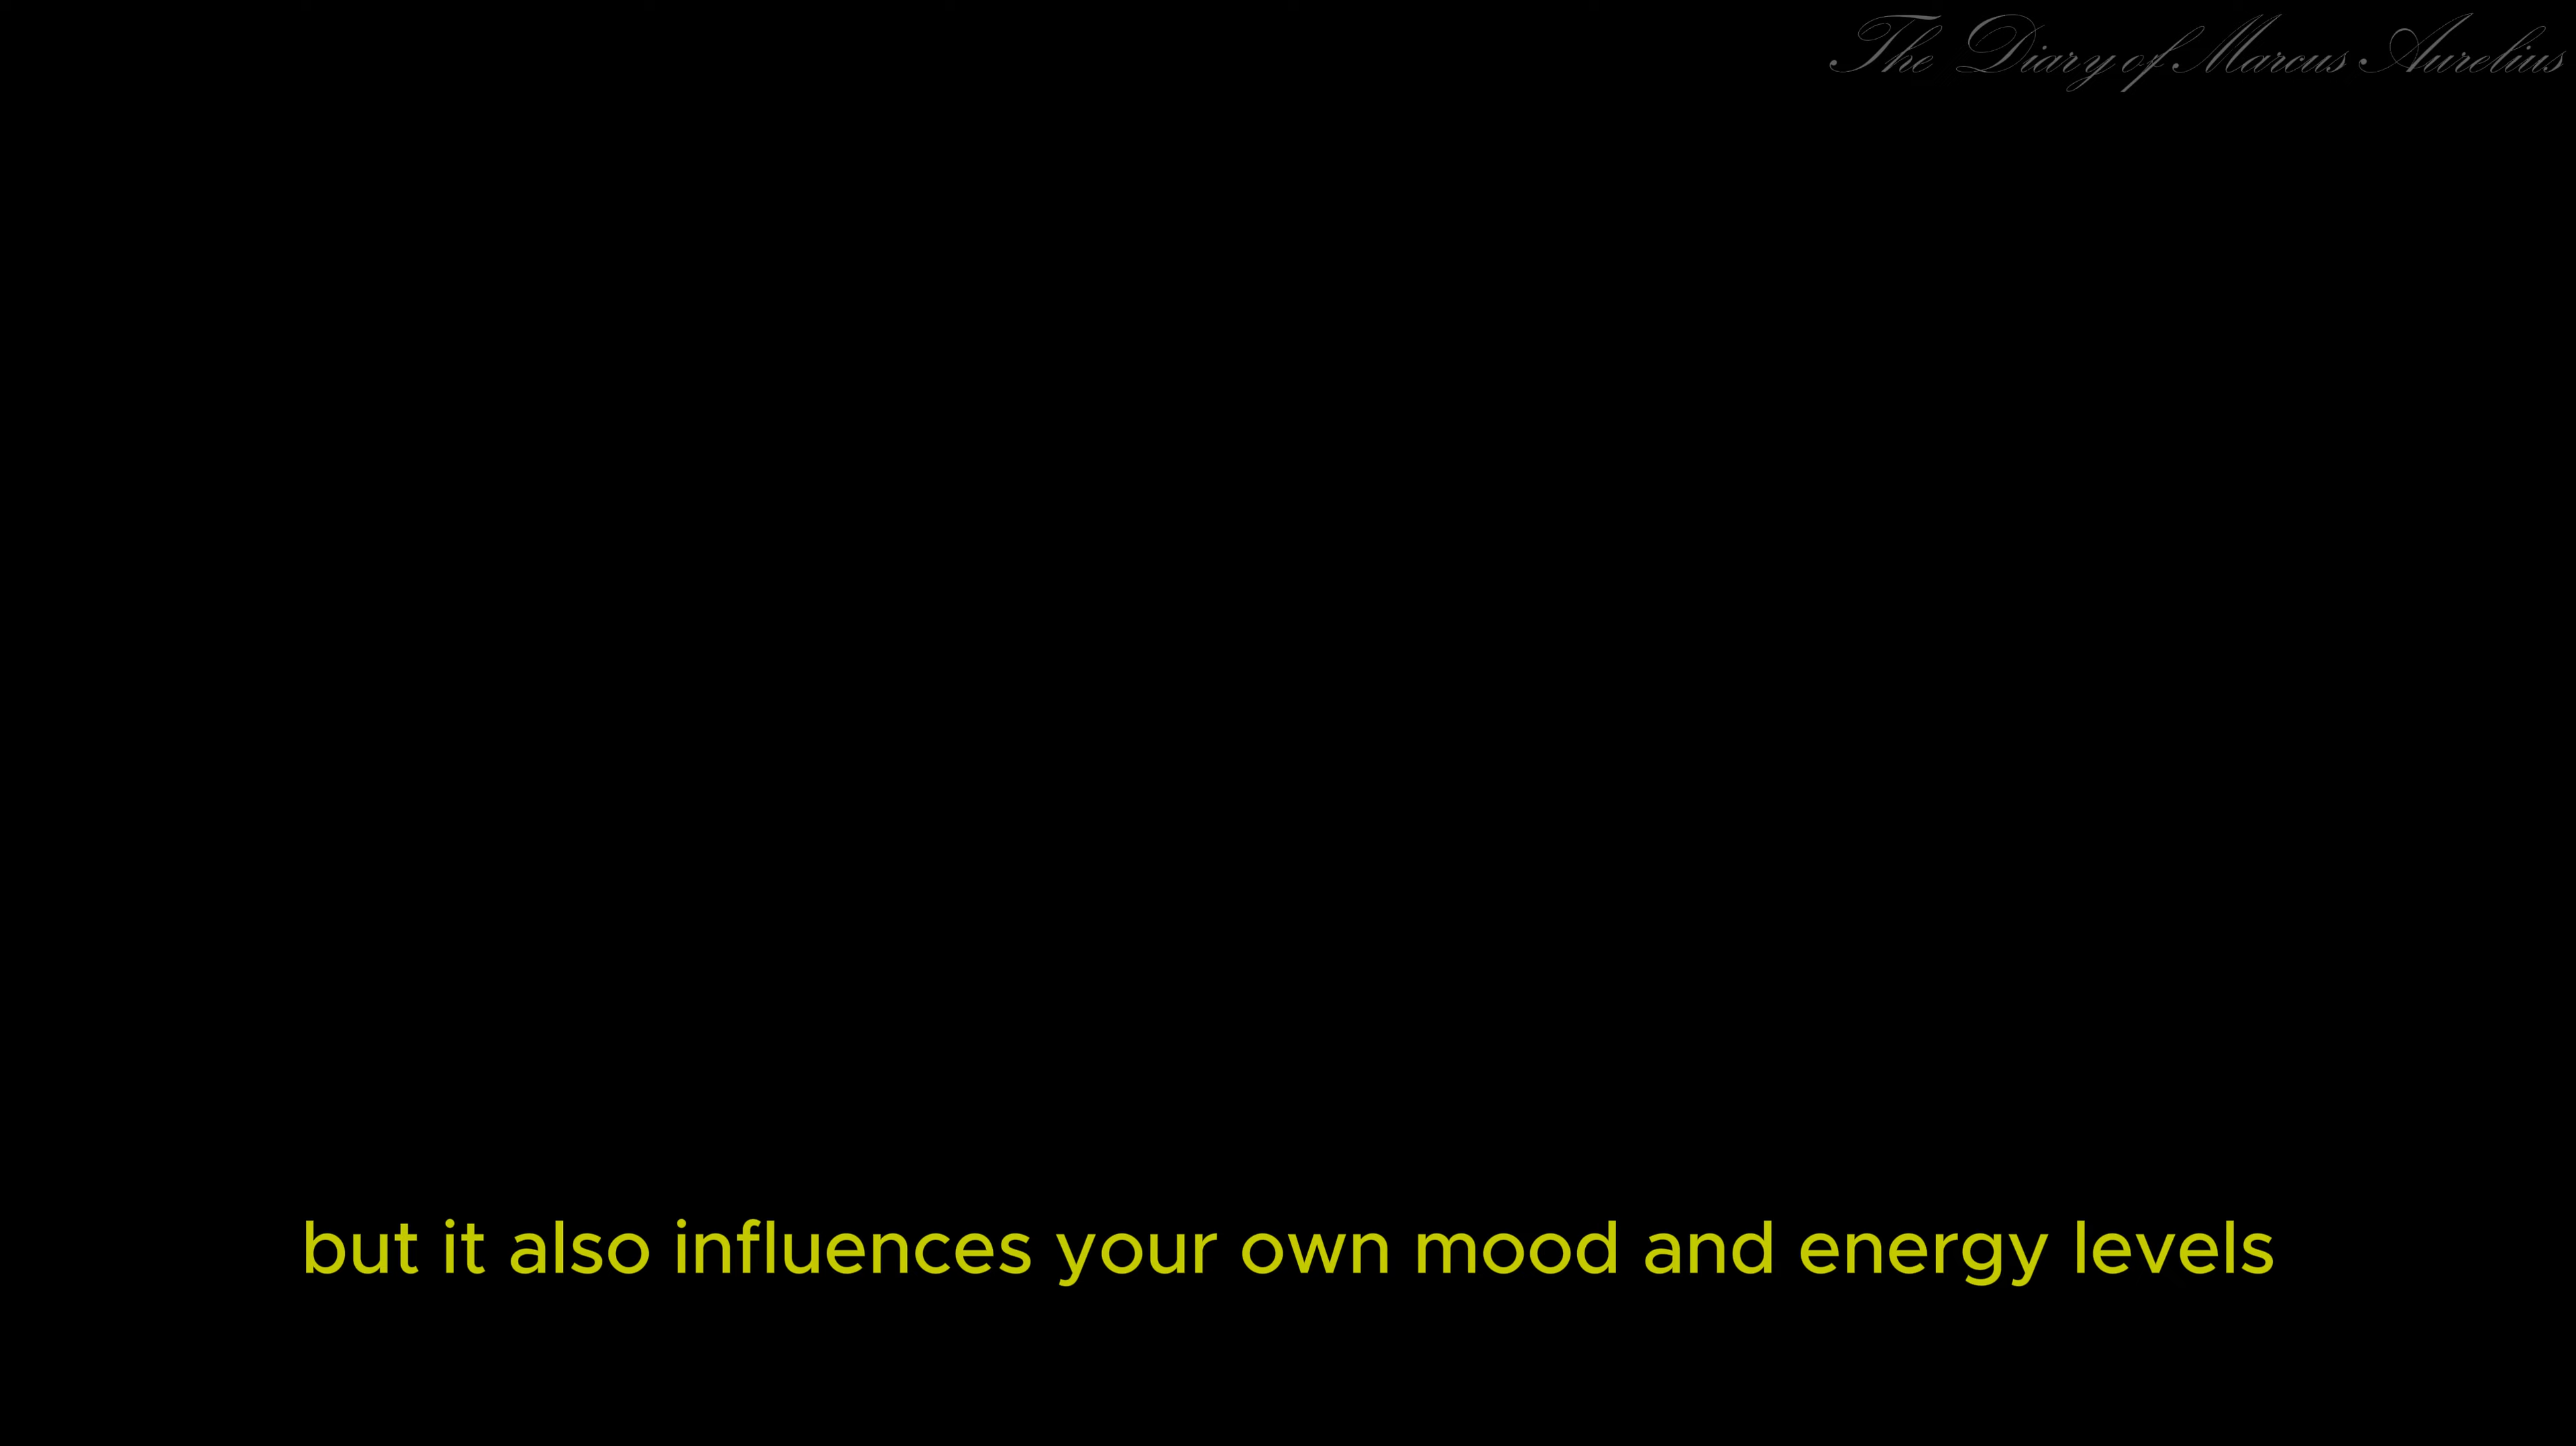 The Diary of Marcus Aurelius
but it also influences your own mood and energy levels